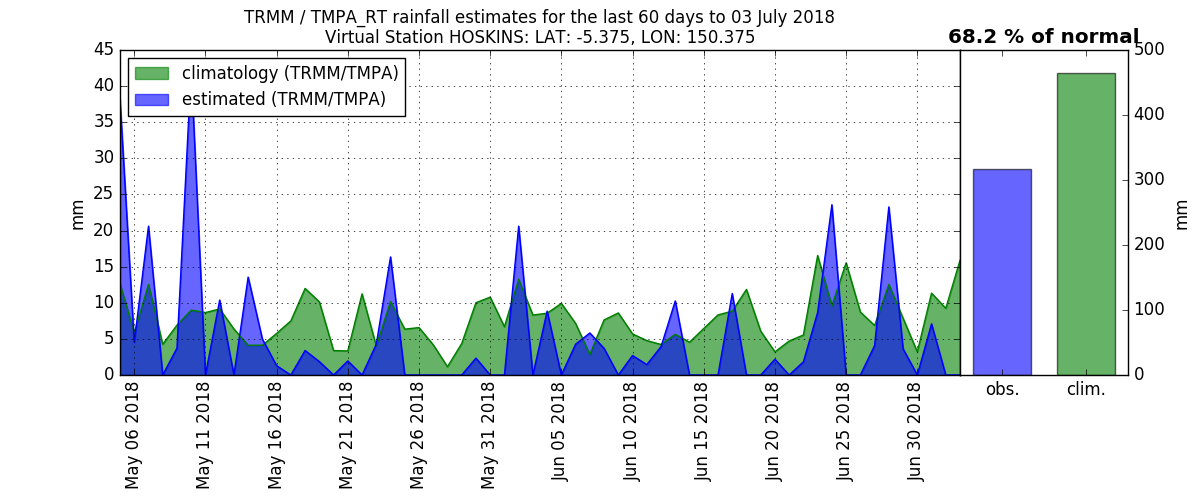 TRMM / TMPA_RT rainfall estimates for the last 60 days to 03 July 2018
Virtual Station HOSKINS: LAT: -5.375, LON: 150.375
68.2 % of normal
climatology (TRMM/TMPA)
estimated (TRMM/TMPA)
45
40
35
30
25
20
15
10
5
0
mm
May 06 2018
May 11 2018
May 16 2018
May 21 2018
May 26 2018
May 31 2018
Jun 05 2018
Jun 10 2018
Jun 15 2018
Jun 20 2018
Jun 25 2018
Jun 30 2018
500
400
300
200
100
0
mm
obs.
clim.